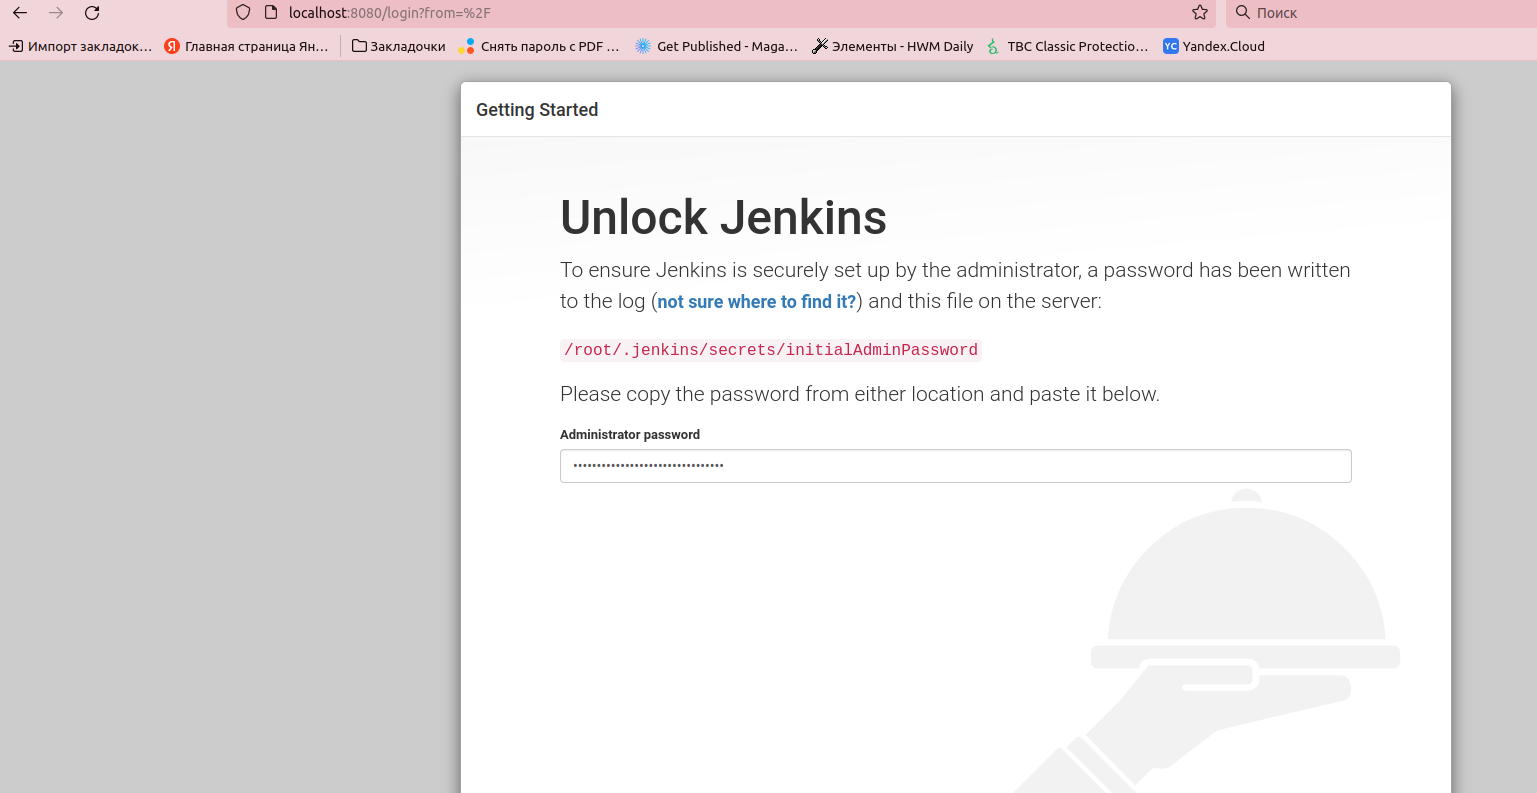 localhost:8080/login?from=%2F
Поиск
Импорт закладок…
Я Главная страница Ян…
Закладочки
Снять пароль с PDF …
Get Published - Maga…
Элементы - HWM Daily
TBC Classic Protectio…
YC Yandex.Cloud
Getting Started
Unlock Jenkins
To ensure Jenkins is securely set up by the administrator, a password has been written
to the log (not sure where to find it?) and this file on the server:
/root/.jenkins/secrets/initialAdminPassword
Please copy the password from either location and paste it below.
Administrator password